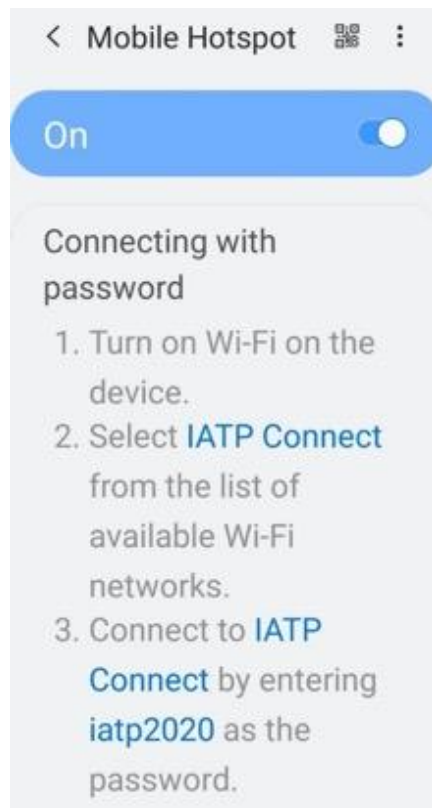 Mobile Hotspot
On
Connecting with
password
1. Turn on Wi-Fi on the
device.
2. Select IATP Connect
from the list of
available Wi-Fi
networks.
3. Connect to IATP
Connect by entering
iatp2020 as the
password.